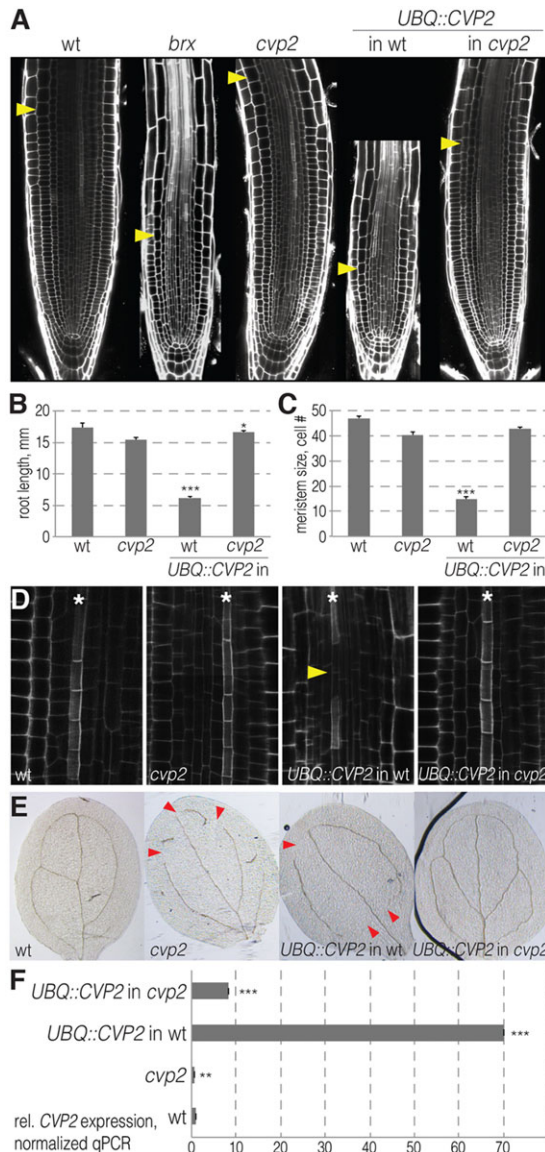 A
UBQ::CVP2
wt
brx
cvp2
in wt
in cvp2
B
root length, mm
20
15
10
5
0
***
*
wt
cvp2
wt
cvp2
UBQ::CVP2 in
C
meristem size, cell #
50
40
30
20
10
0
***
wt
cvp2
wt
cvp2
UBQ::CVP2 in
D
*
*
*
*
wt
cvp2
UBQ::CVP2 in wt
UBQ::CVP2 in cvp2
E
wt
cvp2
UBQ::CVP2 in wt
UBQ::CVP2 in cvp2
F
UBQ::CVP2 in cvp2
***
UBQ::CVP2 in wt
***
cvp2
**
wt
rel. CVP2 expression,
normalized qPCR
0 10 20 30 40 50 60 70